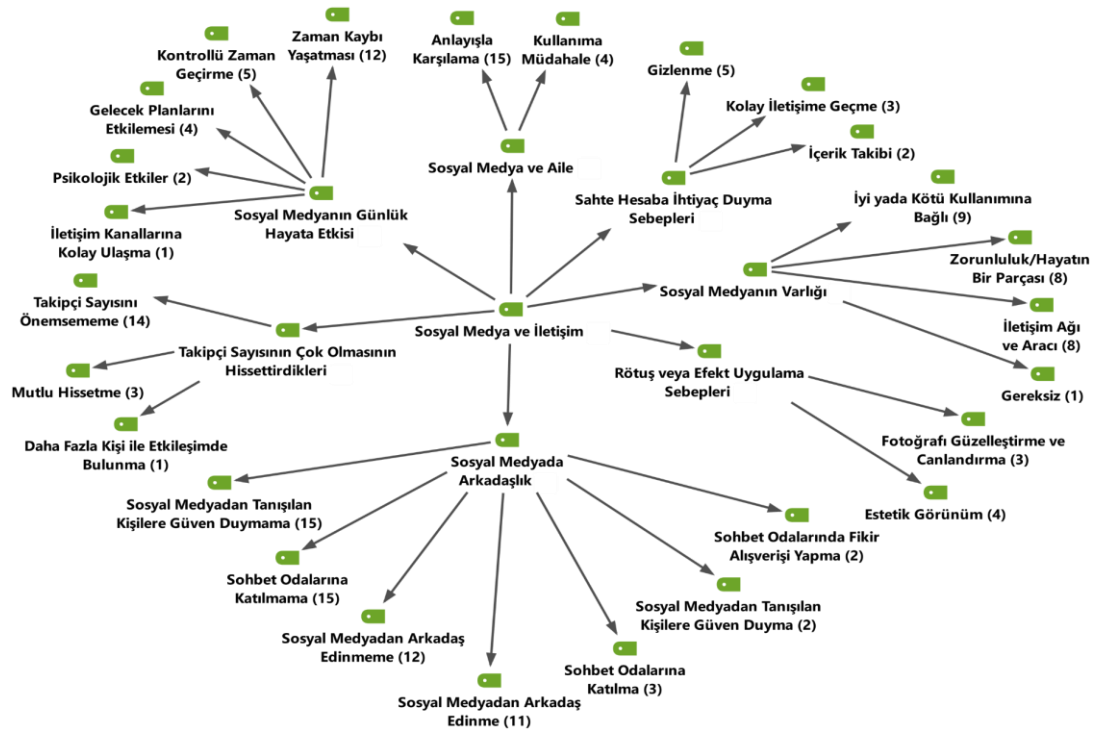 Zaman Kaybı
Yaşatması (12)
Kontrollü Zaman
Geçirme (5)
Gelecek Planlarını
Etkilemesi (4)
Psikolojik Etkiler (2)
İletişim Kanallarına
Kolay Ulaşma (1)
Sosyal Medyanın Günlük
Hayata Etkisi
Anlayışla
Karşılama (15)
Kullanıma
Müdahale (4)
Sosyal Medya ve Aile
Gizlenme (5)
Kolay İletişime Geçme (3)
İçerik Takibi (2)
Sahte Hesaba İhtiyaç Duyma
Sebepleri
İyi yada Kötü Kullanımına
Bağlı (9)
Zorunluluk/Hayatın
Bir Parçası (8)
İletişim Ağı
ve Aracı (8)
Gereksiz (1)
Sosyal Medyanın Varlığı
Sosyal Medya ve İletişim
Takipçi Sayısını
Önemsememe (14)
Takipçi Sayısının Çok Olmasının
Hissettirdikleri
Mutlu Hissetme (3)
Daha Fazla Kişi ile Etkileşimde
Bulunma (1)
Rötuş veya Efekt Uygulama
Sebepleri
Fotoğrafı Güzelleştirme ve
Canlandırma (3)
Estetik Görünüm (4)
Sosyal Medyada
Arkadaşlık
Sosyal Medyadan Tanışılan
Kişilere Güven Duymama (15)
Sohbet Odalarına
Katılmama (15)
Sosyal Medyadan Arkadaş
Edinmeme (12)
Sosyal Medyadan Arkadaş
Edinme (11)
Sohbet Odalarına
Katılma (3)
Sosyal Medyadan Tanışılan
Kişilere Güven Duyma (2)
Sohbet Odalarında Fikir
Alışverişi Yapma (2)